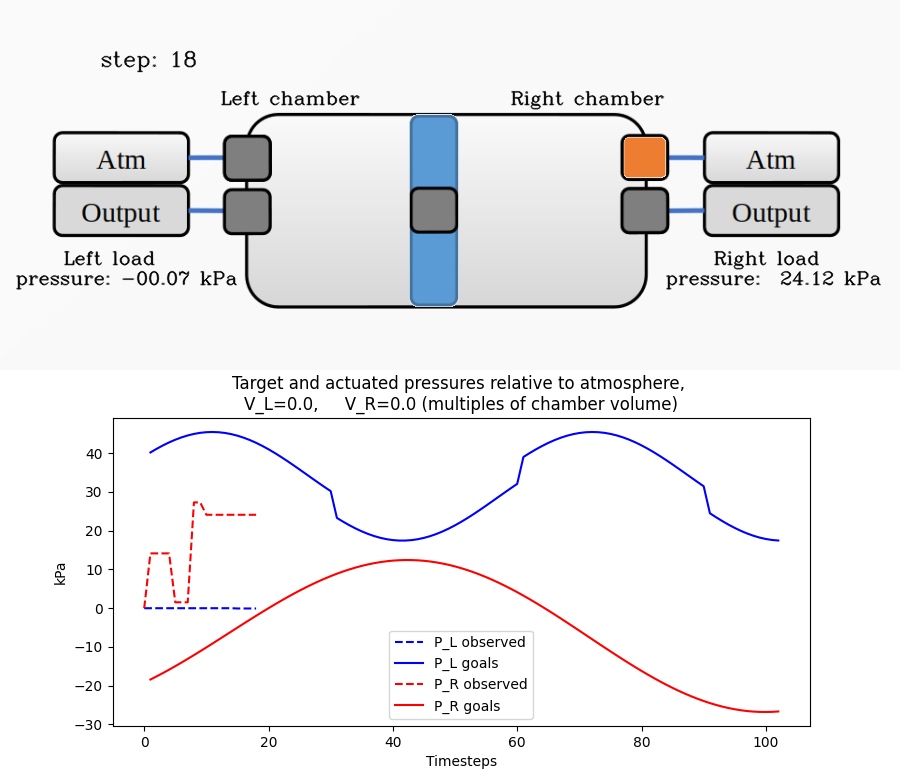 step: 18
Left chamber
Right chamber
Atm
Atm
Output
Output
Left load
pressure: -00.07 kPa
Right load
pressure: 24.12 kPa
Target and actuated pressures relative to atmosphere,
V_L=0.0, V_R=0.0 (multiples of chamber volume)
kPa
40
30
20
10
0
−10
−20
−30
P_L observed
P_L goals
P_R observed
P_R goals
0 20 40 60 80 100
Timesteps